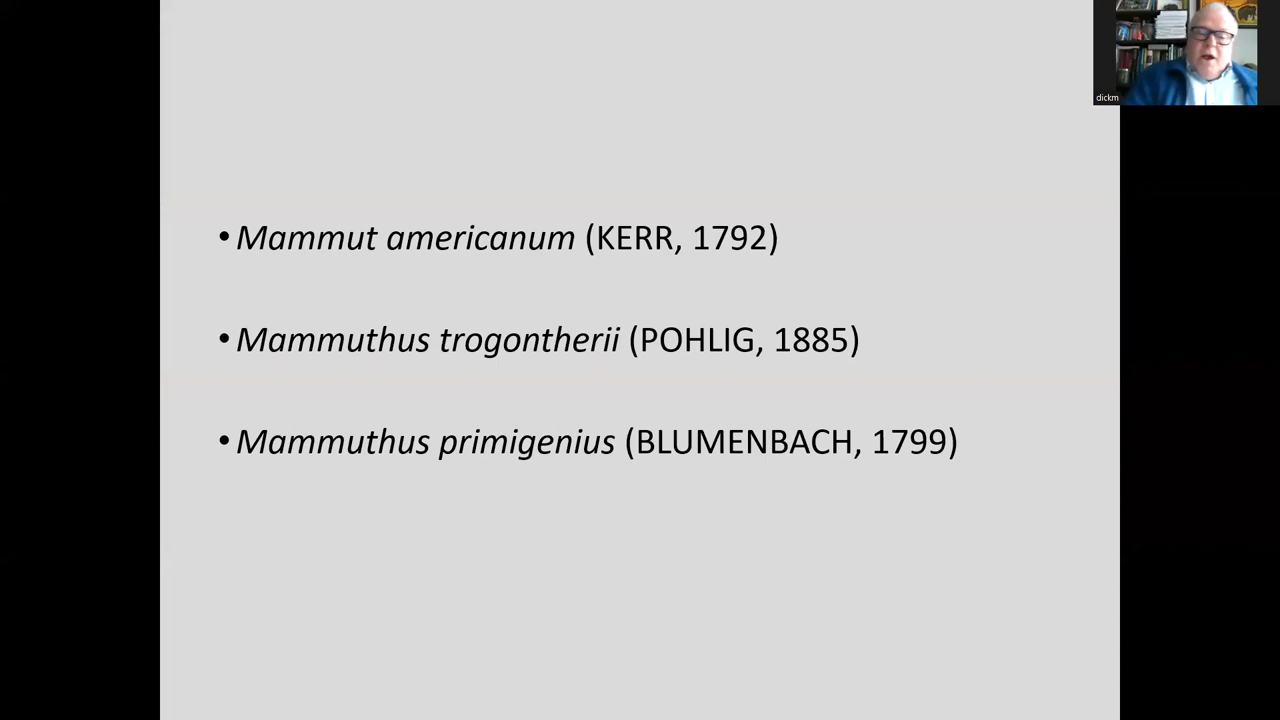 dickm
• Mammut americanum (KERR, 1792)
• Mammuthus trogontherii (POHLIG, 1885)
• Mammuthus primigenius (BLUMENBACH, 1799)